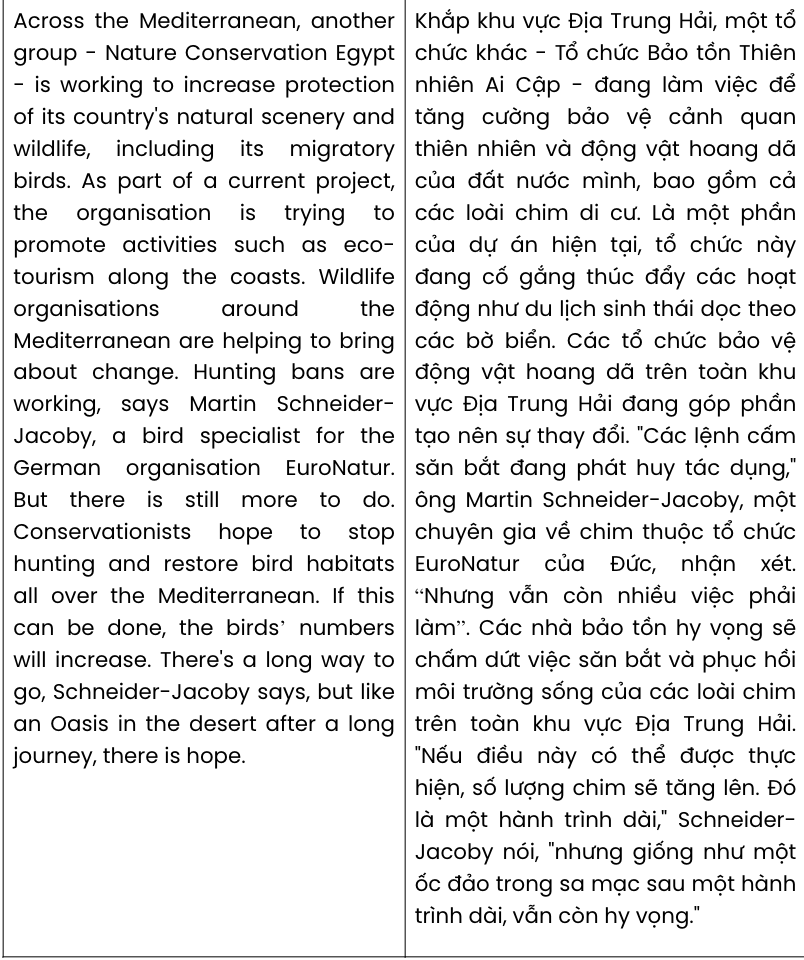 Across the Mediterranean, another
group - Nature Conservation Egypt
- is working to increase protection
of its country's natural scenery and
wildlife, including its migratory
birds. As part of a current project,
the organisation is trying to
promote activities such as eco-
tourism along the coasts. Wildlife
organisations around the
Mediterranean are helping to bring
about change. Hunting bans are
working, says Martin Schneider-
Jacoby, a bird specialist for the
German organisation EuroNatur.
But there is still more to do.
Conservationists hope to stop
hunting and restore bird habitats
all over the Mediterranean. If this
can be done, the birds’ numbers
will increase. There's a long way to
go, Schneider-Jacoby says, but like
an Oasis in the desert after a long
journey, there is hope.
Khắp khu vực Địa Trung Hải, một tổ
chức khác - Tổ chức Bảo tồn Thiên
nhiên Ai Cập - đang làm việc để
tăng cường bảo vệ cảnh quan
thiên nhiên và động vật hoang dã
của đất nước mình, bao gồm cả
các loài chim di cư. Là một phần
của dự án hiện tại, tổ chức này
đang cố gắng thúc đẩy các hoạt
động như du lịch sinh thái dọc theo
các bờ biển. Các tổ chức bảo vệ
động vật hoang dã trên toàn khu
vực Địa Trung Hải đang góp phần
tạo nên sự thay đổi. "Các lệnh cấm
săn bắt đang phát huy tác dụng,"
ông Martin Schneider-Jacoby, một
chuyên gia về chim thuộc tổ chức
EuroNatur của Đức, nhận xét.
“Nhưng vẫn còn nhiều việc phải
làm”. Các nhà bảo tồn hy vọng sẽ
chấm dứt việc săn bắt và phục hồi
môi trường sống của các loài chim
trên toàn khu vực Địa Trung Hải.
"Nếu điều này có thể được thực
hiện, số lượng chim sẽ tăng lên. Đó
là một hành trình dài," Schneider-
Jacoby nói, "nhưng giống như một
ốc đảo trong sa mạc sau một hành
trình dài, vẫn còn hy vọng."